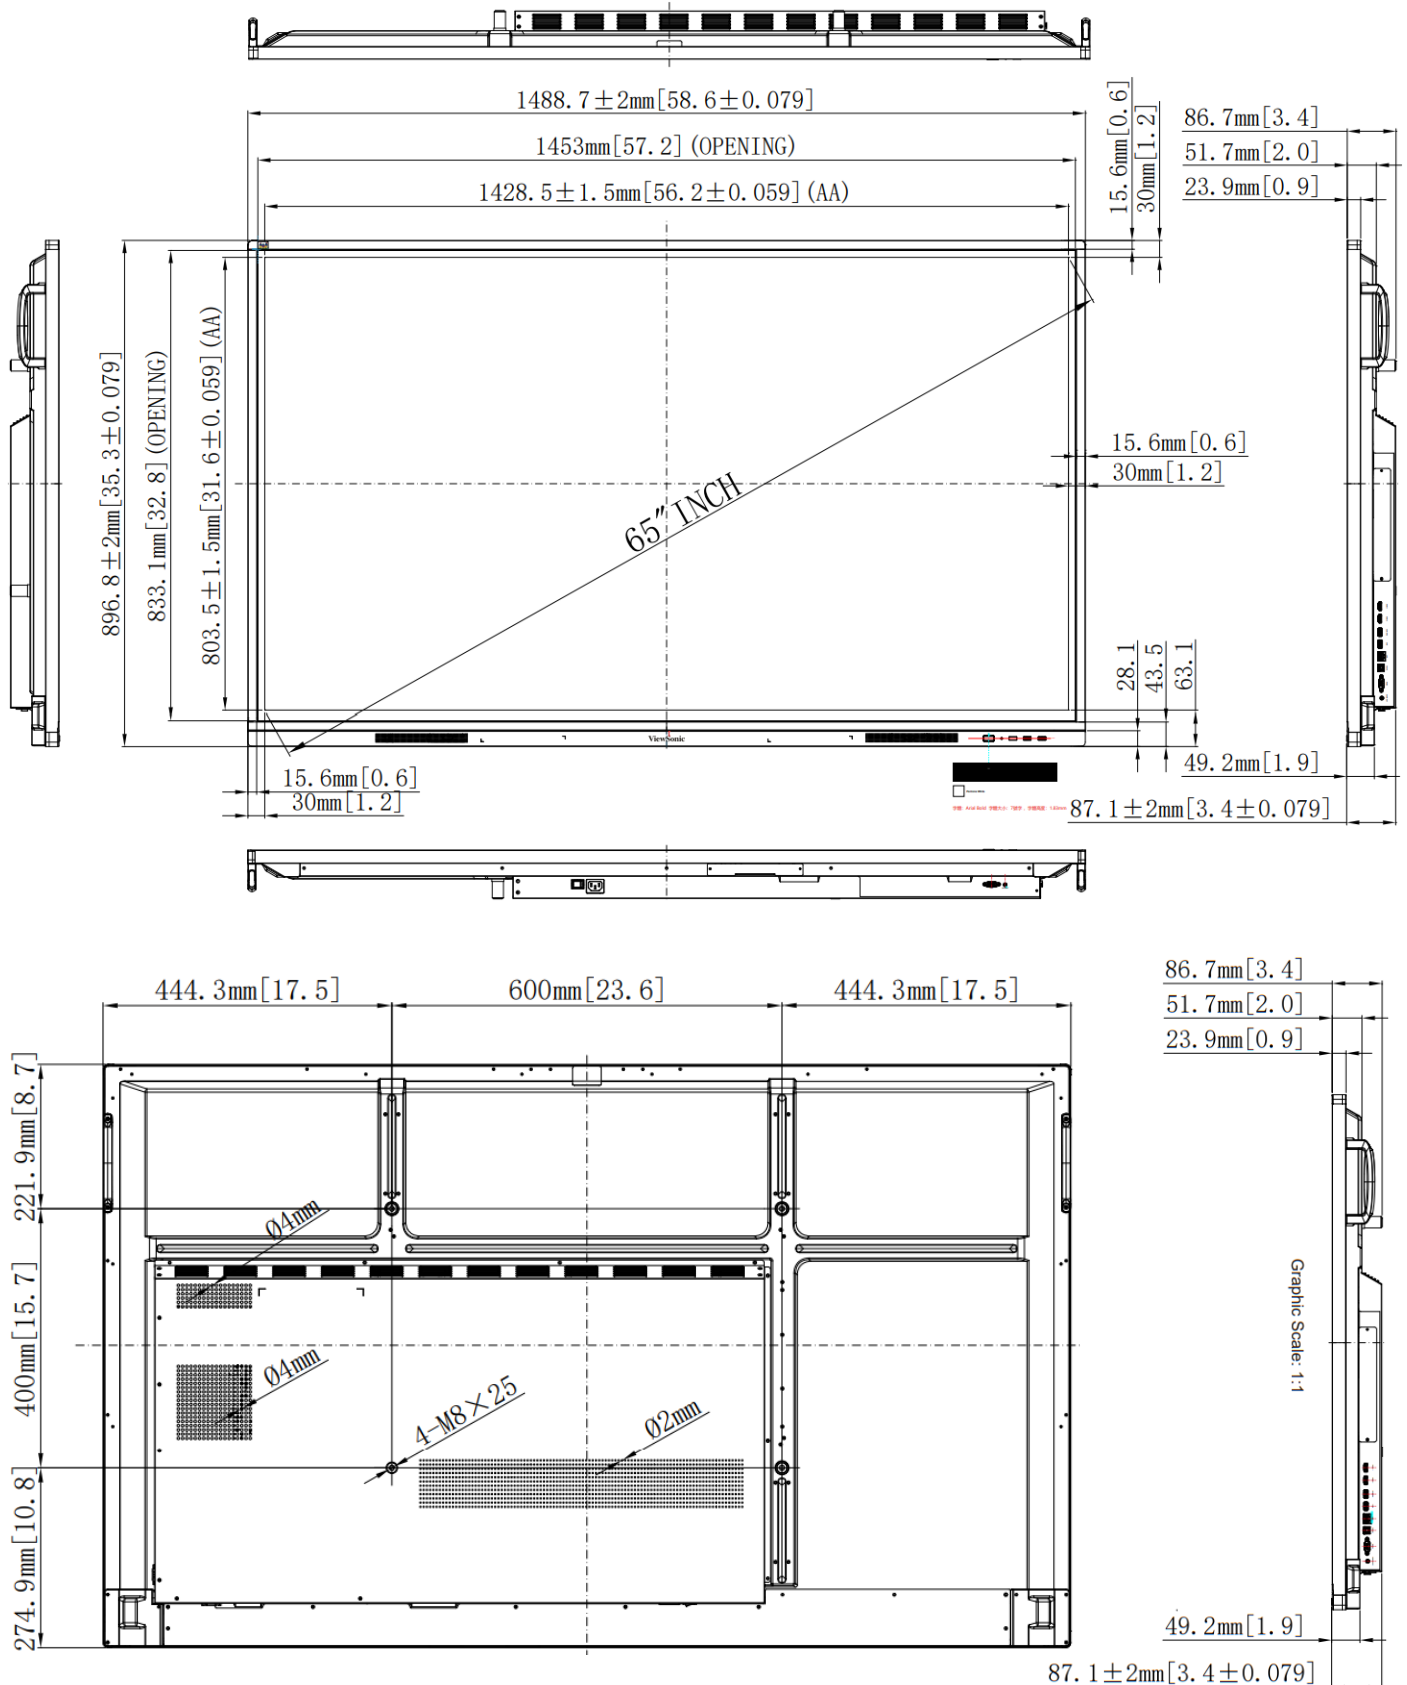 1488.7±2mm[58.6±0.079]
1453mm[57.2](OPENING)
1428.5±1.5mm[56.2±0.059](AA)
15.6mm[0.6]
30mm[1.2]
86.7mm[3.4]
51.7mm[2.0]
23.9mm[0.9]
896.8±2mm[35.3±0.079]
833.1mm[32.8](OPENING)
803.5±1.5mm[31.6±0.059](AA)
65"INCH
15.6mm[0.6]
30mm[1.2]
28.1
43.5
63.1
ViewSonic
15.6mm[0.6]
30mm[1.2]
49.2mm[1.9]
87.1±2mm[3.4±0.079]
444.3mm[17.5]
600mm[23.6]
444.3mm[17.5]
86.7mm[3.4]
51.7mm[2.0]
23.9mm[0.9]
221.9mm[8.7]
400mm[15.7]
274.9mm[10.8]
Ø4mm
Ø4mm
4-M8×25
Ø2mm
Graphic Scale: 1:1
49.2mm[1.9]
87.1±2mm[3.4±0.079]